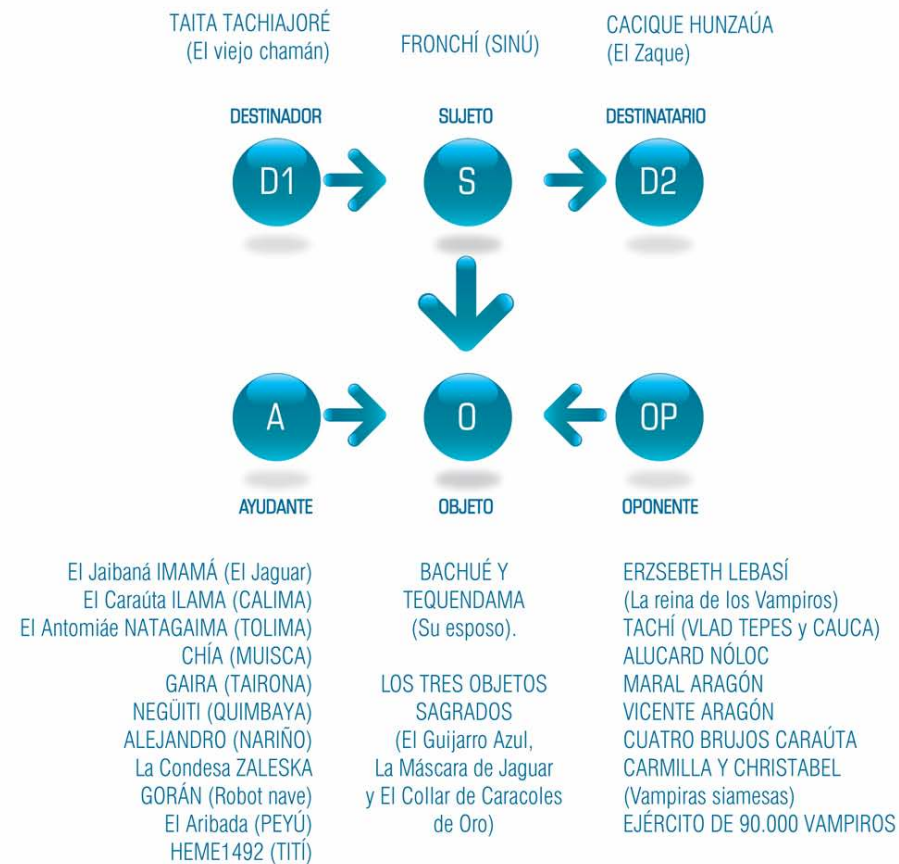 TAITA TACHIAJORÉ
(El viejo chamán)
FRONCHÍ (SINÚ)
CACIQUE HUNZAÚA
(El Zaque)
DESTINADOR
SUJETO
DESTINATARIO
D1
S
D2
A
O
OP
AYUDANTE
OBJETO
OPONENTE
El Jaibaná IMAMÁ (El Jaguar)
El Caraúta ILAMA (CALIMA)
El Antomiáe NATAGAIMA (TOLIMA)
CHÍA (MUISCA)
GAIRA (TAIRONA)
NEGÜITI (QUIMBAYA)
ALEJANDRO (NARIÑO)
La Condesa ZALESKA
GORÁN (Robot nave)
El Aribada (PEYÚ)
HEME1492 (TITÍ)
BACHUÉ Y
TEQUENDAMA
(Su esposo).
LOS TRES OBJETOS
SAGRADOS
(El Guijarro Azul,
La Máscara de Jaguar
y El Collar de Caracoles
de Oro)
ERZSEBETH LEBASÍ
(La reina de los Vampiros)
TACHÍ (VLAD TEPES y CAUCA)
ALUCARD NÓLOC
MARAL ARAGÓN
VICENTE ARAGÓN
CUATRO BRUJOS CARAÚTA
CARMILLA Y CHRISTABEL
(Vampiras siamesas)
EJÉRCITO DE 90.000 VAMPIROS